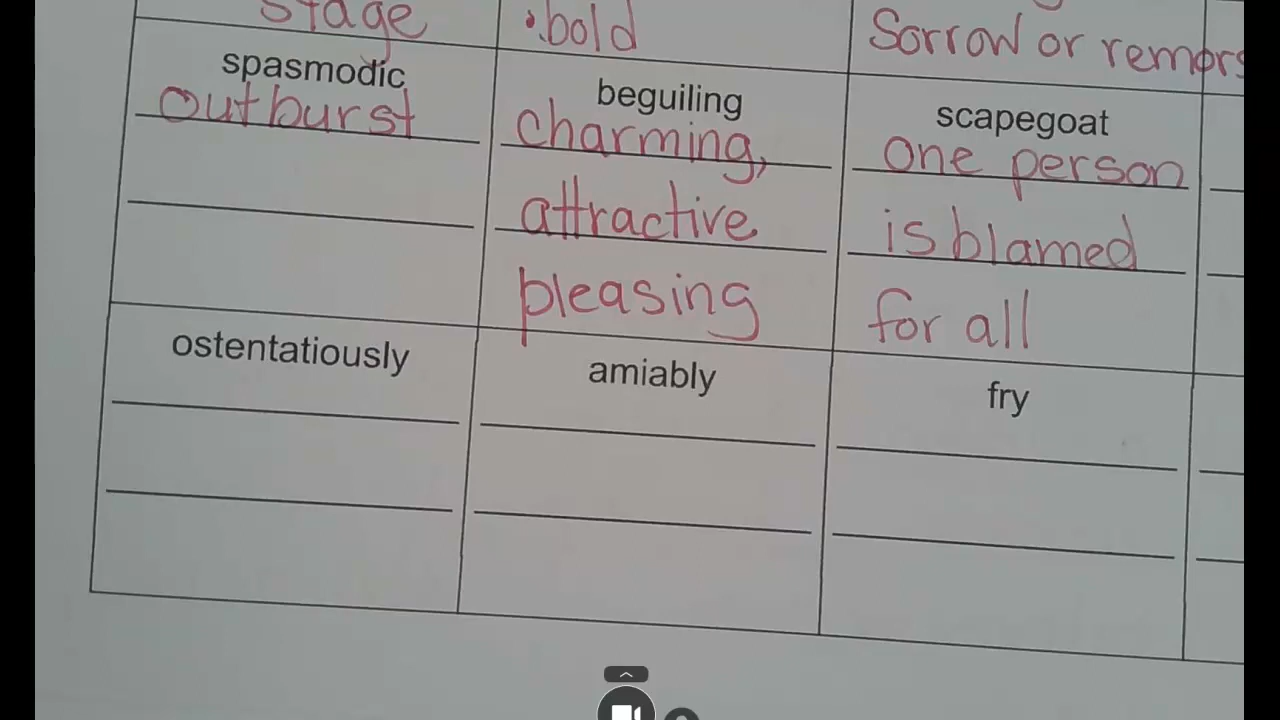 stage
·bold
Sorrow or remors
spasmodic
outburst
beguiling
charming,
attractive
pleasing
scapegoat
one person
is blamed
for all
ostentatiously
amiably
fry